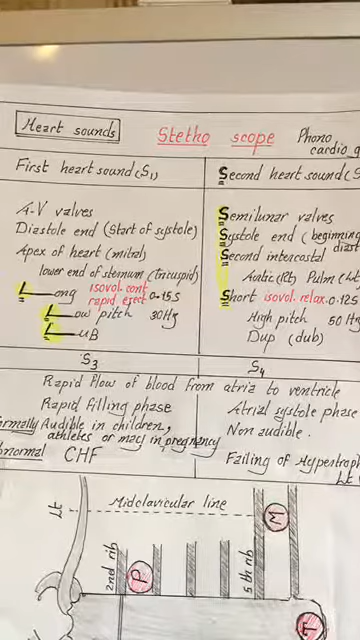 Heart sounds
Stethoscope
Phono
cardio
First heart sound (S₁)
Second heart sound
A.V valves
Semilunar valves
Diastole end (Start of systole)
Systole end (beginning
Apex of heart (mitral)
Second intercostal
lower end of sternum (tricuspid)
Aortic (Rt) Pulm
Long isovol. cont
rapid eject 0.15S
Short isovol. relax. 0.12S
Low pitch 30Hz
High pitch 50 Hz
LuB
Dup (dub)
S₃
S₄
Rapid flow of blood from atria to ventricle
Rapid filling phase
Atrial systole phase
Audible in children,
Non audible.
athletes or may in pregnancy
CHF
Failing of
Lt
Midclavicular line
M
2nd rib
P
5th rib
T